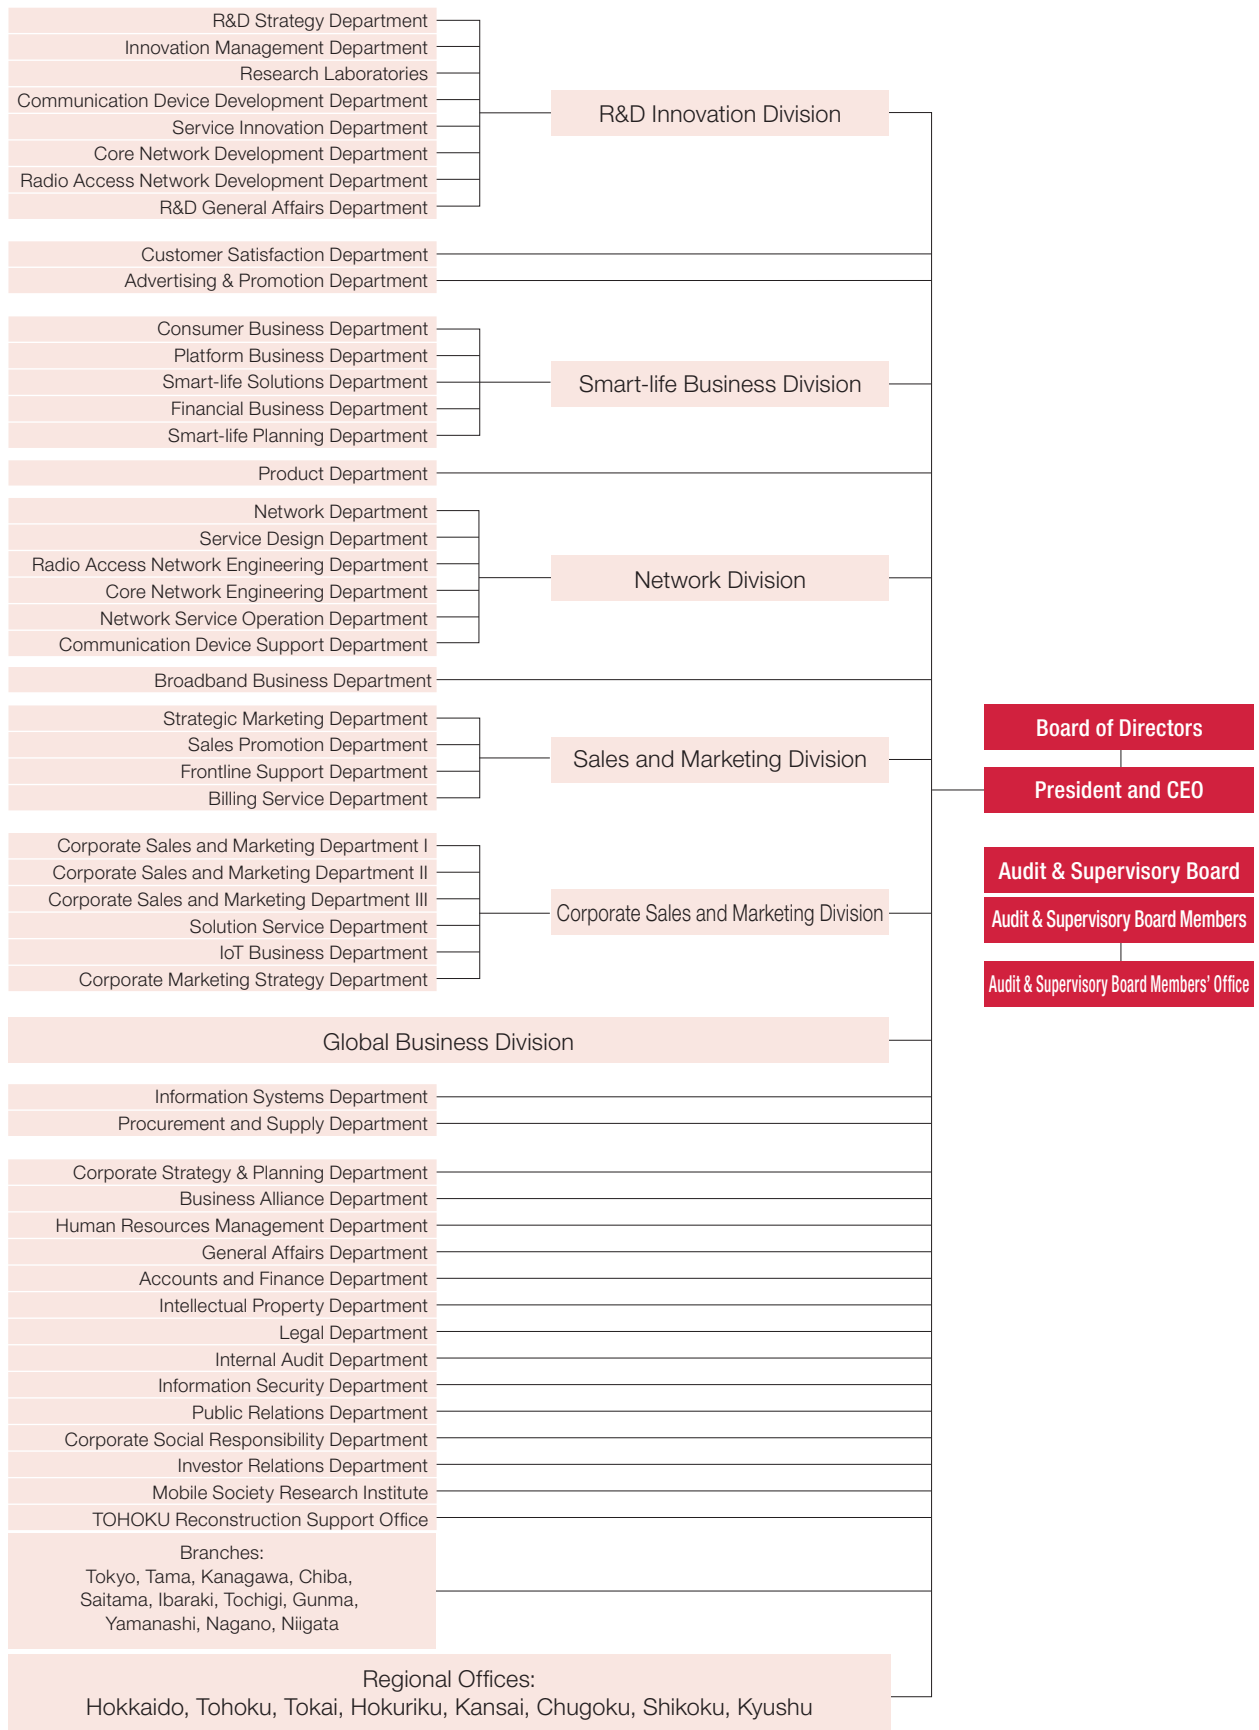 R&D Strategy Department
Innovation Management Department
Research Laboratories
Communication Device Development Department
Service Innovation Department
Core Network Development Department
Radio Access Network Development Department
R&D General Affairs Department
R&D Innovation Division
Customer Satisfaction Department
Advertising & Promotion Department
Consumer Business Department
Platform Business Department
Smart-life Solutions Department
Financial Business Department
Smart-life Planning Department
Smart-life Business Division
Product Department
Network Department
Service Design Department
Radio Access Network Engineering Department
Core Network Engineering Department
Network Service Operation Department
Communication Device Support Department
Network Division
Broadband Business Department
Strategic Marketing Department
Sales Promotion Department
Frontline Support Department
Billing Service Department
Sales and Marketing Division
Corporate Sales and Marketing Department I
Corporate Sales and Marketing Department II
Corporate Sales and Marketing Department III
Solution Service Department
IoT Business Department
Corporate Marketing Strategy Department
Corporate Sales and Marketing Division
Global Business Division
Information Systems Department
Procurement and Supply Department
Corporate Strategy & Planning Department
Business Alliance Department
Human Resources Management Department
General Affairs Department
Accounts and Finance Department
Intellectual Property Department
Legal Department
Internal Audit Department
Information Security Department
Public Relations Department
Corporate Social Responsibility Department
Investor Relations Department
Mobile Society Research Institute
TOHOKU Reconstruction Support Office
Branches:
Tokyo, Tama, Kanagawa, Chiba,
Saitama, Ibaraki, Tochigi, Gunma,
Yamanashi, Nagano, Niigata
Regional Offices:
Hokkaido, Tohoku, Tokai, Hokuriku, Kansai, Chugoku, Shikoku, Kyushu
Board of Directors
President and CEO
Audit & Supervisory Board
Audit & Supervisory Board Members
Audit & Supervisory Board Members' Office